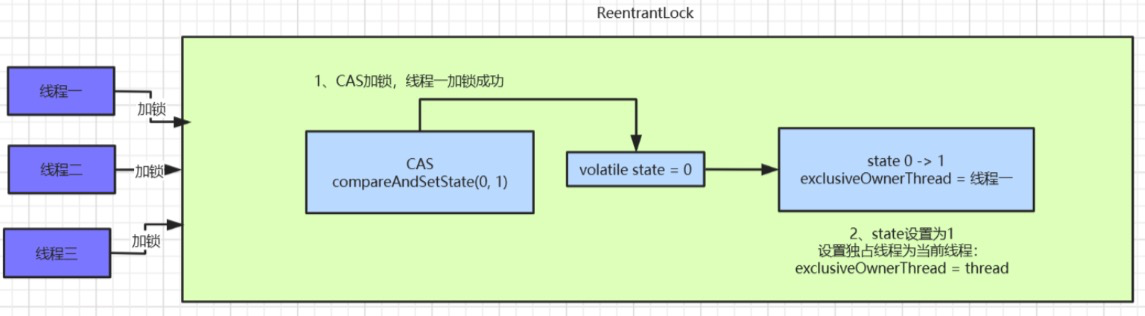 ReentrantLock
1、CAS加锁，线程一加锁成功
线程一
加锁
线程二
加锁
线程三
加锁
CAS
compareAndSetState(0, 1)
volatile state = 0
state 0 -> 1
exclusiveOwnerThread = 线程一
2、state设置为1
设置独占线程为当前线程：
exclusiveOwnerThread = thread